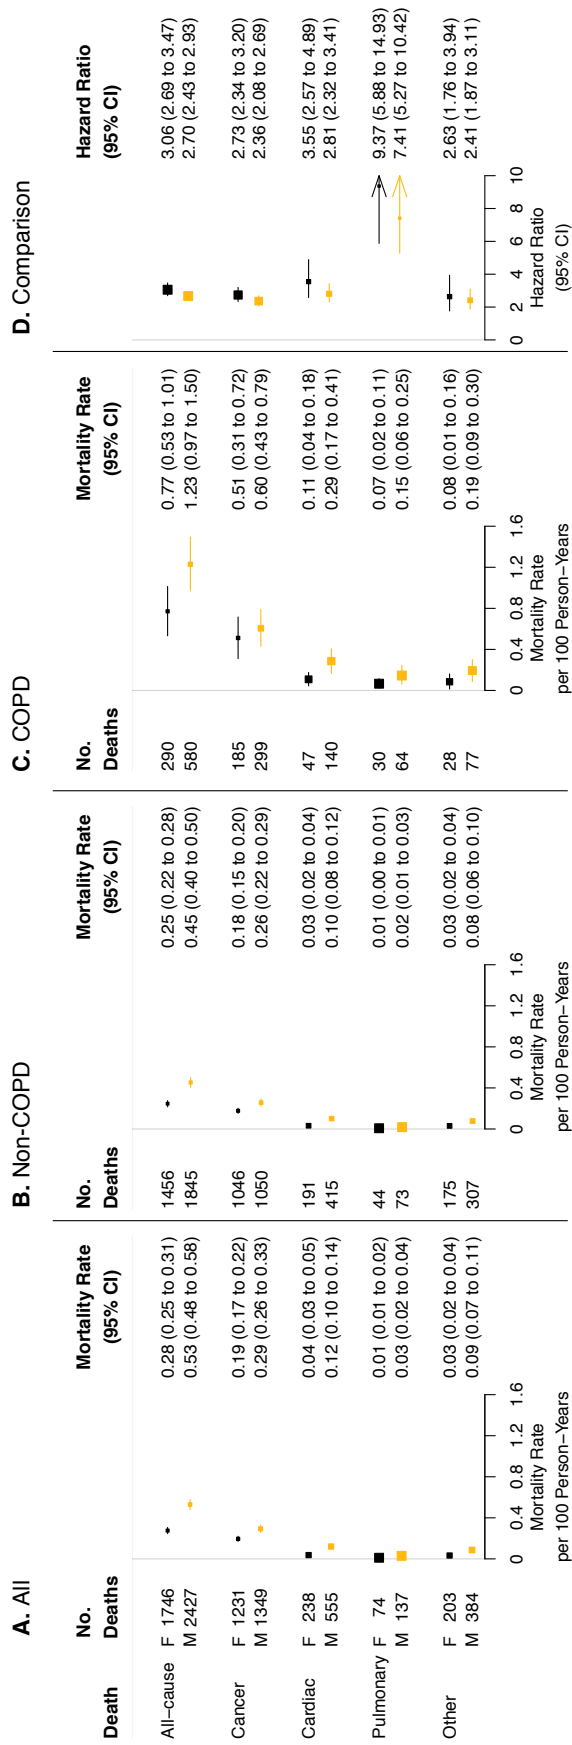 A. All
B. Non-COPD
C. COPD
D. Comparison
Death
No.
Deaths
Mortality Rate
(95% CI)
No.
Deaths
Mortality Rate
(95% CI)
No.
Deaths
Mortality Rate
(95% CI)
Hazard Ratio
(95% CI)
All−cause F 1746 0.28 (0.25 to 0.31) 1456 0.25 (0.22 to 0.28) 290 0.77 (0.53 to 1.01) 3.06 (2.69 to 3.47)
M 2427 0.53 (0.48 to 0.58) 1845 0.45 (0.40 to 0.50) 580 1.23 (0.97 to 1.50) 2.70 (2.43 to 2.93)
Cancer F 1231 0.19 (0.17 to 0.22) 1046 0.18 (0.15 to 0.20) 185 0.51 (0.31 to 0.72) 2.73 (2.34 to 3.20)
M 1349 0.29 (0.26 to 0.33) 1050 0.26 (0.22 to 0.29) 299 0.60 (0.43 to 0.79) 2.36 (2.08 to 2.69)
Cardiac F 238 0.04 (0.03 to 0.05) 191 0.03 (0.02 to 0.04) 47 0.11 (0.04 to 0.18) 3.55 (2.57 to 4.89)
M 555 0.12 (0.10 to 0.14) 415 0.10 (0.08 to 0.12) 140 0.29 (0.17 to 0.41) 2.81 (2.32 to 3.41)
Pulmonary F 74 0.01 (0.01 to 0.02) 44 0.01 (0.00 to 0.01) 30 0.07 (0.02 to 0.11) 9.37 (5.88 to 14.93)
M 137 0.03 (0.02 to 0.04) 73 0.02 (0.01 to 0.03) 64 0.15 (0.06 to 0.25) 7.41 (5.27 to 10.42)
Other F 203 0.03 (0.02 to 0.04) 175 0.03 (0.02 to 0.04) 28 0.08 (0.01 to 0.16) 2.63 (1.76 to 3.94)
M 384 0.09 (0.07 to 0.11) 307 0.08 (0.06 to 0.10) 77 0.19 (0.09 to 0.30) 2.41 (1.87 to 3.11)
0 0.4 0.8 1.2 1.6
Mortality Rate
per 100 Person−Years
0 0.4 0.8 1.2 1.6
Mortality Rate
per 100 Person−Years
0 0.4 0.8 1.2 1.6
Mortality Rate
per 100 Person−Years
0 2 4 6 8 10
Hazard Ratio
(95% CI)